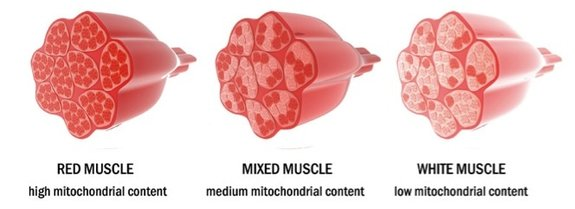 RED MUSCLE
high mitochondrial content
MIXED MUSCLE
medium mitochondrial content
WHITE MUSCLE
low mitochondrial content